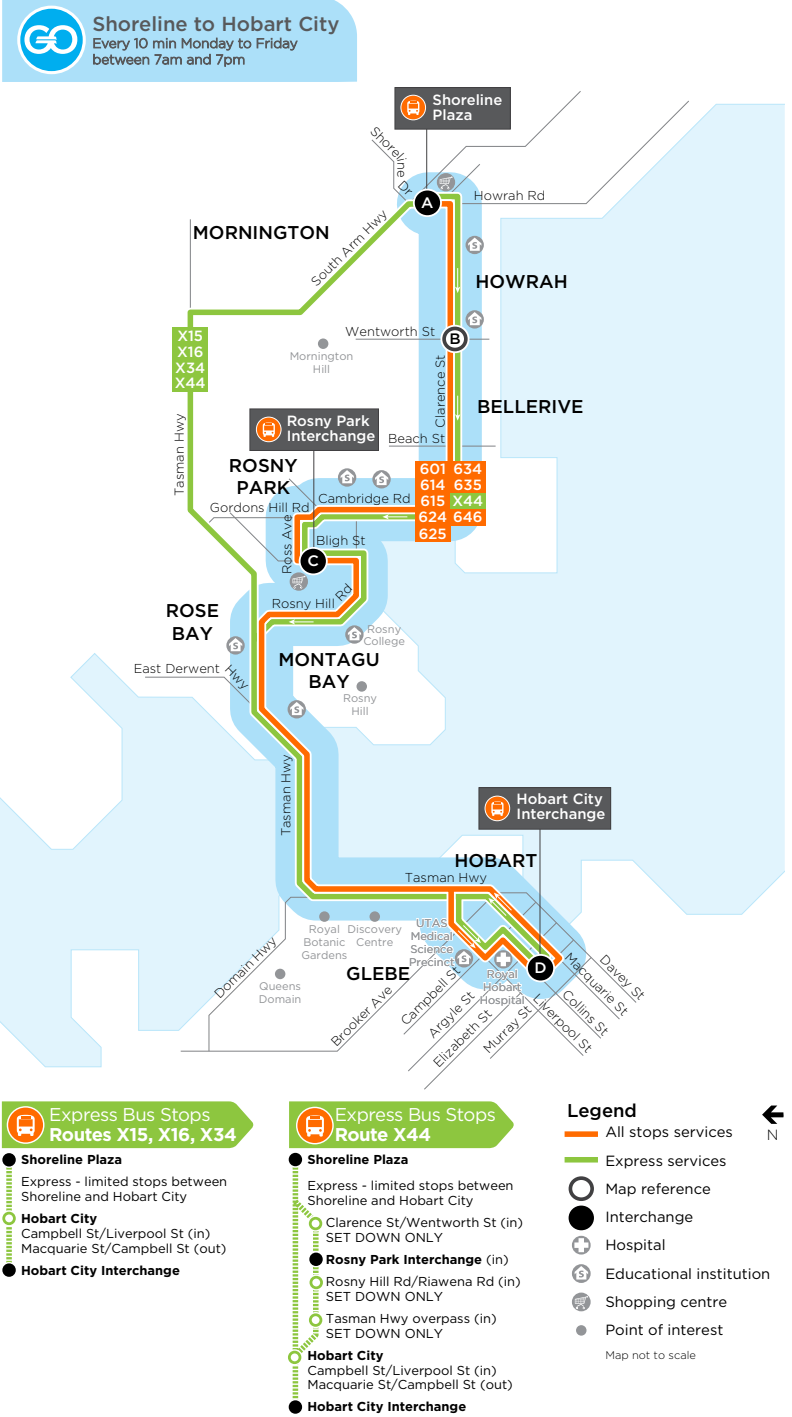 GO
Shoreline to Hobart City
Every 10 min Monday to Friday
between 7am and 7pm
Shoreline
Plaza
Shoreline
Dr
A
Howrah Rd
MORNINGTON
South Arm Hwy
S
HOWRAH
X15
X16
X34
X44
S
Wentworth St
B
Mornington
Hill
Clarence St
BELLERIVE
Tasman Hwy
Rosny Park
Interchange
Beach St
ROSNY
PARK
601 634
614 635
615 X44
624 646
625
S
S
Cambridge Rd
Gordons Hill Rd
Ross Ave
Bligh St
C
Rosny Hill Rd
ROSE
BAY
S
S
Rosny
College
MONTAGU
BAY
East Derwent Hwy
Rosny
Hill
S
Tasman Hwy
Hobart City
Interchange
HOBART
Tasman Hwy
Royal
Botanic
Gardens
Discovery
Centre
UTAS
Medical
Science
Precinct
S
Royal
Hobart
Hospital
D
Domain Hwy
Queens
Domain
GLEBE
Brooker Ave
Campbell St
Argyle St
Elizabeth St
Murray St
Liverpool St
Collins St
Macquarie St
Davey St
Express Bus Stops
Routes X15, X16, X34
Shoreline Plaza
Express - limited stops between
Shoreline and Hobart City
Hobart City
Campbell St/Liverpool St (in)
Macquarie St/Campbell St (out)
Hobart City Interchange
Express Bus Stops
Route X44
Shoreline Plaza
Express - limited stops between
Shoreline and Hobart City
Clarence St/Wentworth St (in)
SET DOWN ONLY
Rosny Park Interchange (in)
Rosny Hill Rd/Riawena Rd (in)
SET DOWN ONLY
Tasman Hwy overpass (in)
SET DOWN ONLY
Hobart City
Campbell St/Liverpool St (in)
Macquarie St/Campbell St (out)
Hobart City Interchange
Legend
N
All stops services
Express services
Map reference
Interchange
Hospital
S
Educational institution
Shopping centre
Point of interest
Map not to scale